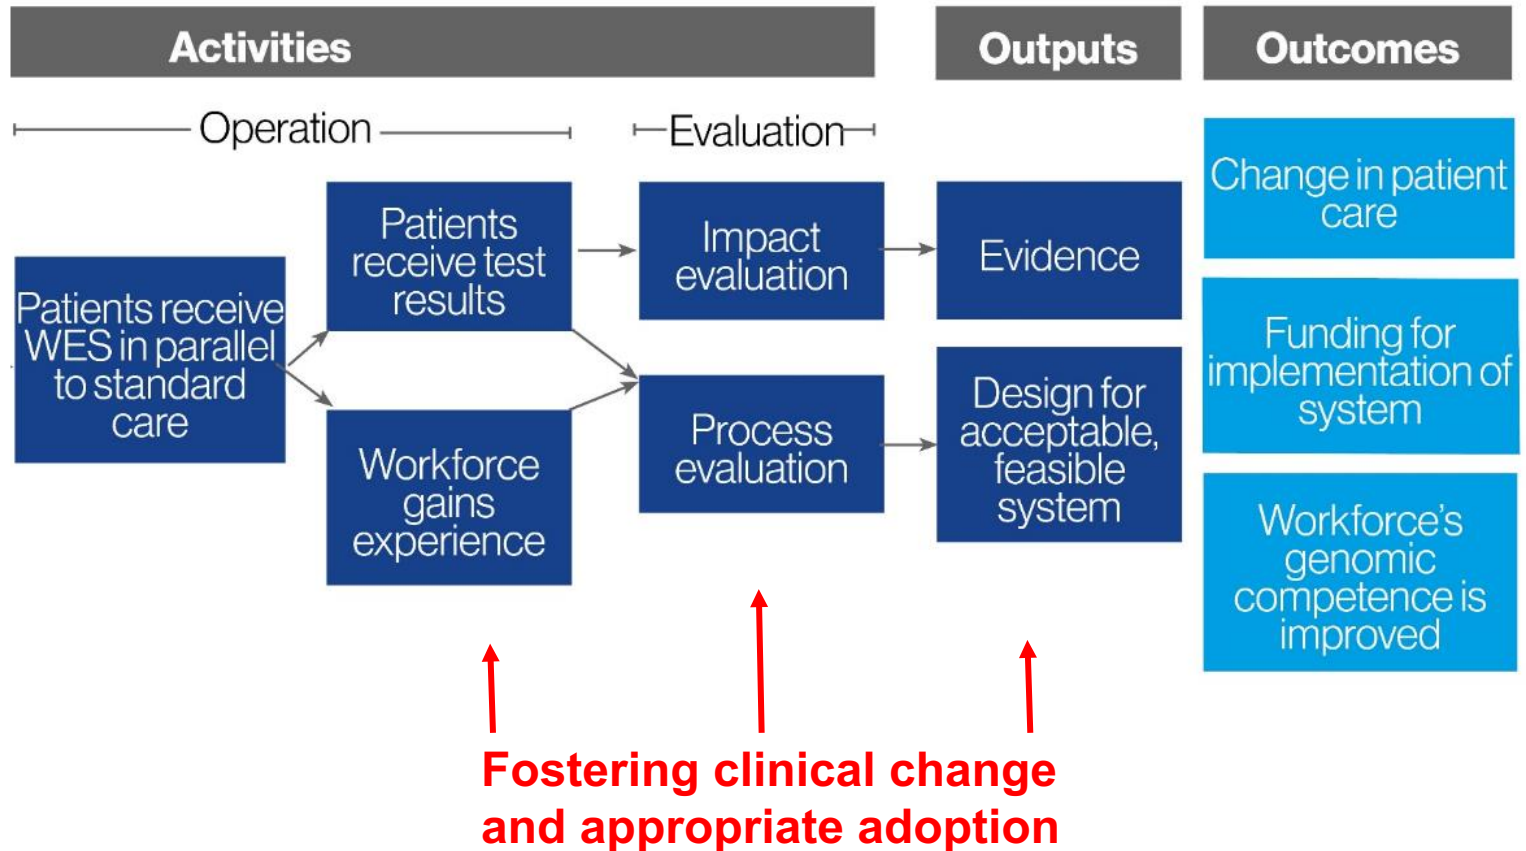 Activities
Outputs
Outcomes
Operation
Evaluation
Patients receive
WES in parallel
to standard
care
Patients
receive test
results
Workforce
gains
experience
Impact
evaluation
Process
evaluation
Evidence
Design for
acceptable,
feasible
system
Change in patient
care
Funding for
implementation of
system
Workforce's
genomic
competence is
improved
Fostering clinical change
and appropriate adoption